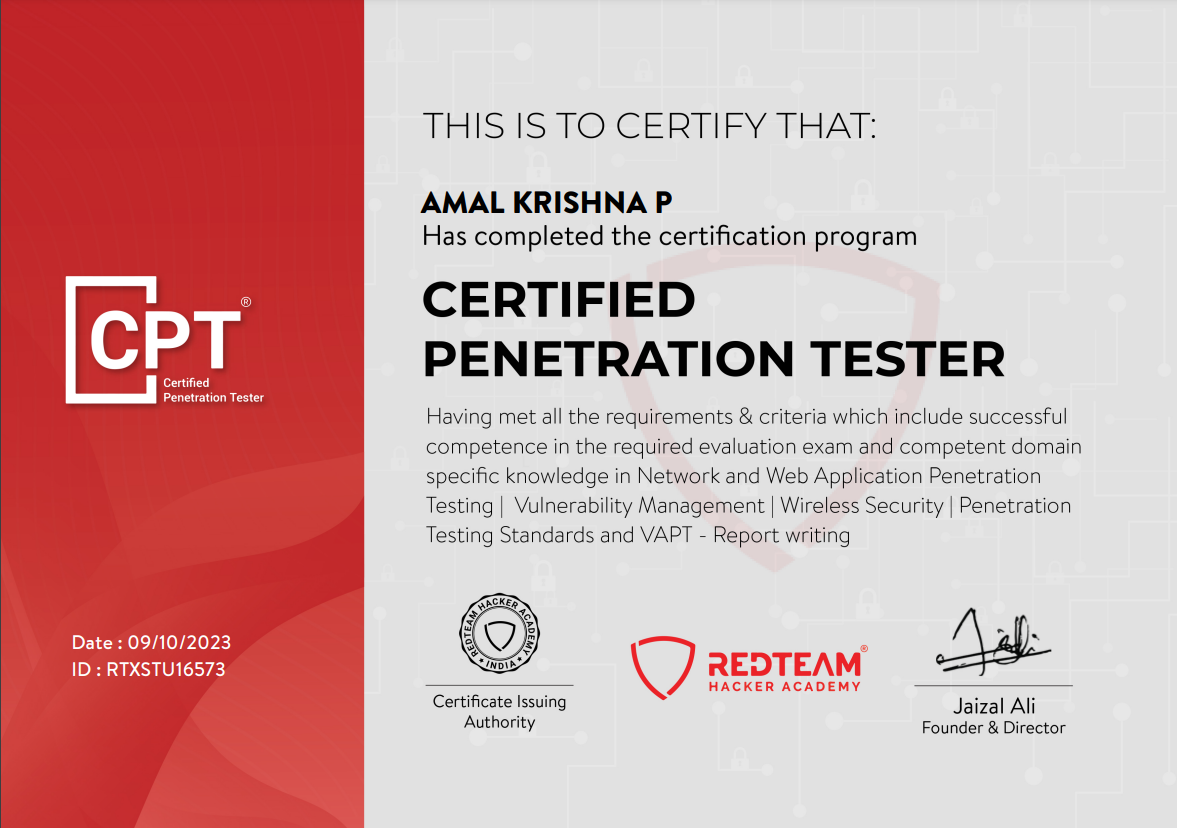 THIS IS TO CERTIFY THAT:
AMAL KRISHNA P
Has completed the certification program
CERTIFIED
PENETRATION TESTER
Having met all the requirements & criteria which include successful
competence in the required evaluation exam and competent domain
specific knowledge in Network and Web Application Penetration
Testing | Vulnerability Management | Wireless Security | Penetration
Testing Standards and VAPT - Report writing
CPT®
Certified
Penetration Tester
Date : 09/10/2023
ID : RTXSTU16573
REDTEAM HACKER ACADEMY
INDIA
Certificate Issuing
Authority
REDTEAM®
HACKER ACADEMY
Jaizal Ali
Founder & Director